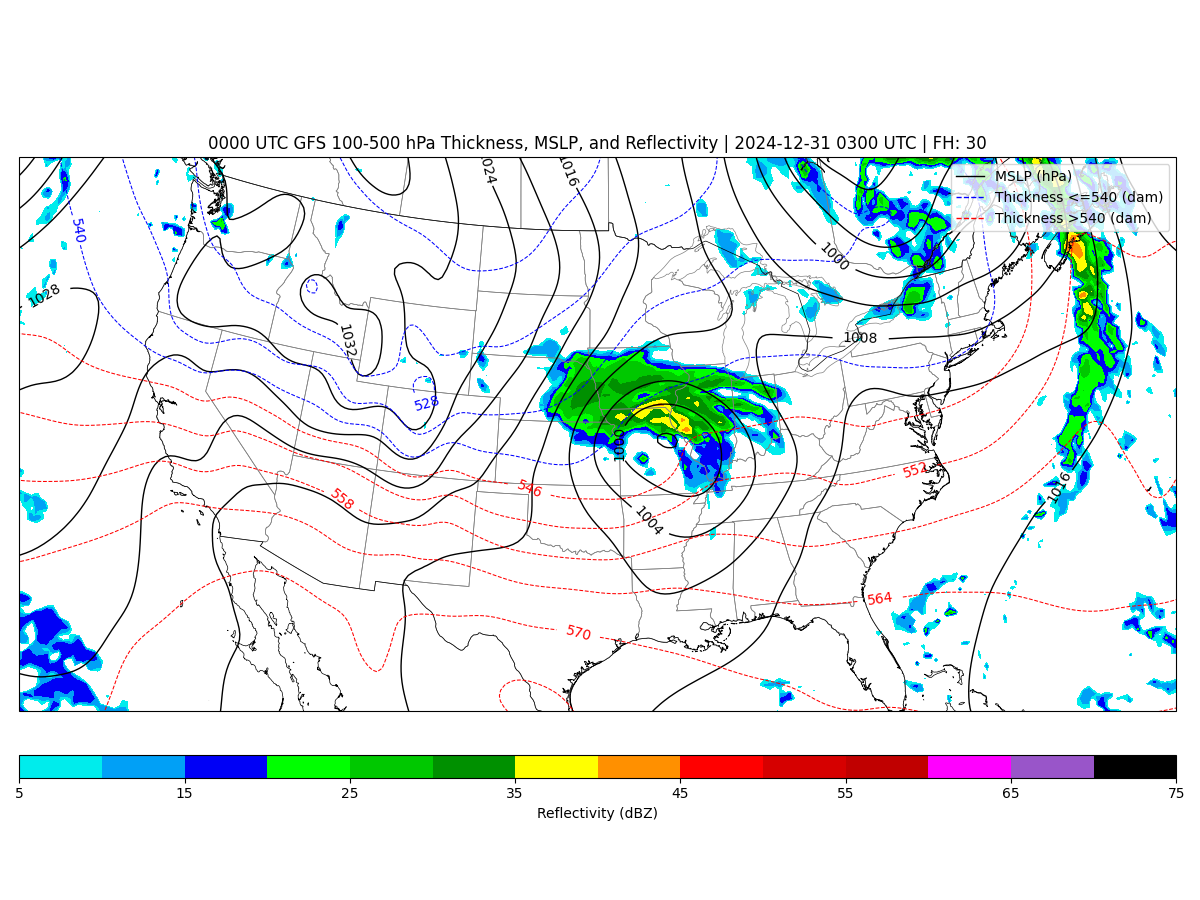 0000 UTC GFS 100-500 hPa Thickness, MSLP, and Reflectivity | 2024-12-31 0300 UTC | FH: 30
MSLP (hPa)
Thickness <=540 (dam)
Thickness >540 (dam)
1024
1016
540
1000
1028
1032
1008
528
1000
552
546
558
1016
1004
564
570
5 15 25 35 45 55 65 75
Reflectivity (dBZ)